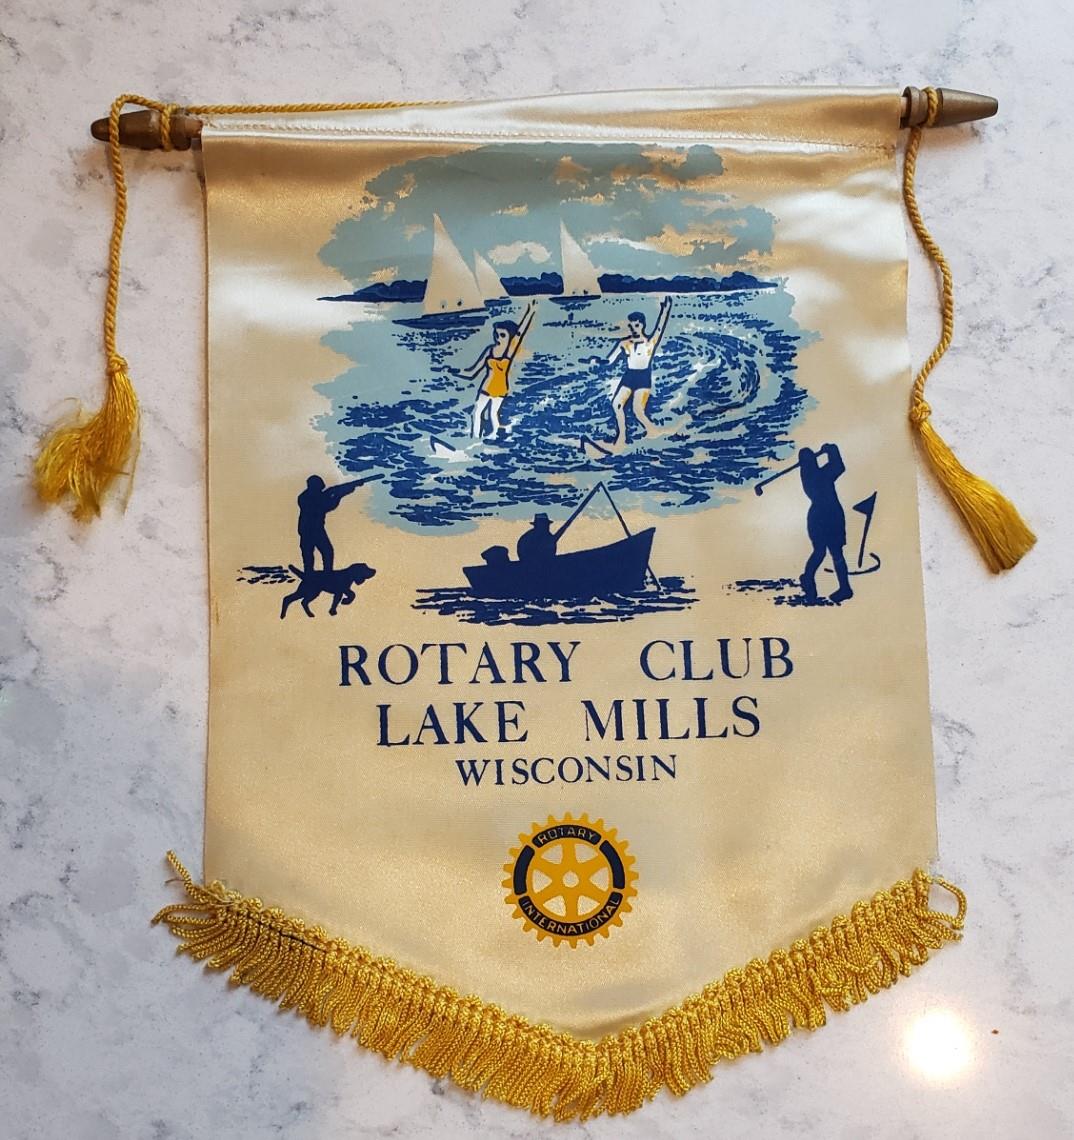 ROTARY CLUB
LAKE MILLS
WISCONSIN
ROTARY
INTERNATIONAL